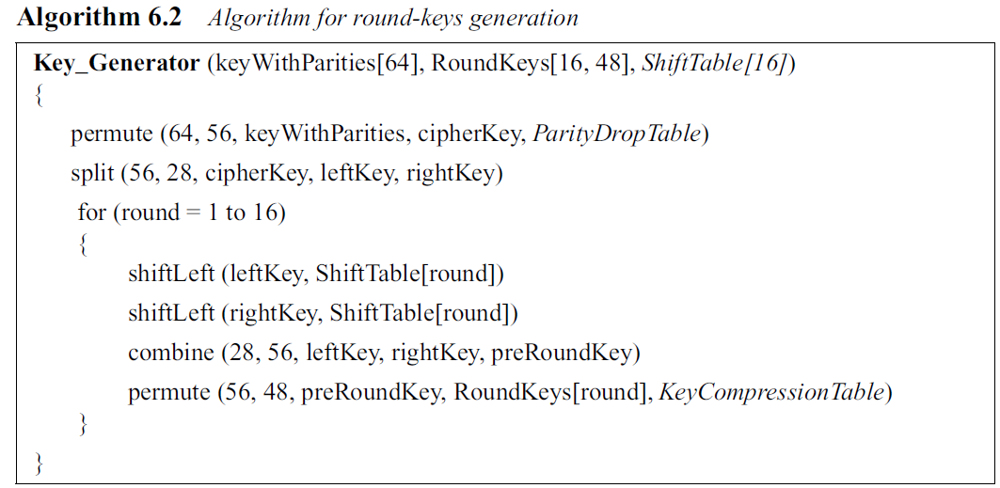 Algorithm 6.2 Algorithm for round-keys generation
Key_Generator (keyWithParities[64], RoundKeys[16, 48], ShiftTable[16])
{
permute (64, 56, keyWithParities, cipherKey, ParityDropTable)
split (56, 28, cipherKey, leftKey, rightKey)
for (round = 1 to 16)
{
shiftLeft (leftKey, ShiftTable[round])
shiftLeft (rightKey, ShiftTable[round])
combine (28, 56, leftKey, rightKey, preRoundKey)
permute (56, 48, preRoundKey, RoundKeys[round], KeyCompressionTable)
}
}